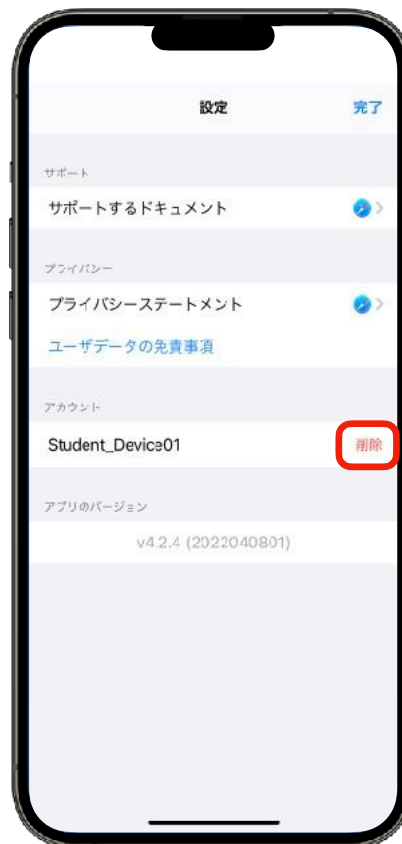 設定
完了
サポート
サポートするドキュメント
プライバシー
プライバシーステートメント
ユーザデータの免責事項
アカウント
Student_Device01
削除
アプリのバージョン
v4.2.4 (2022040801)